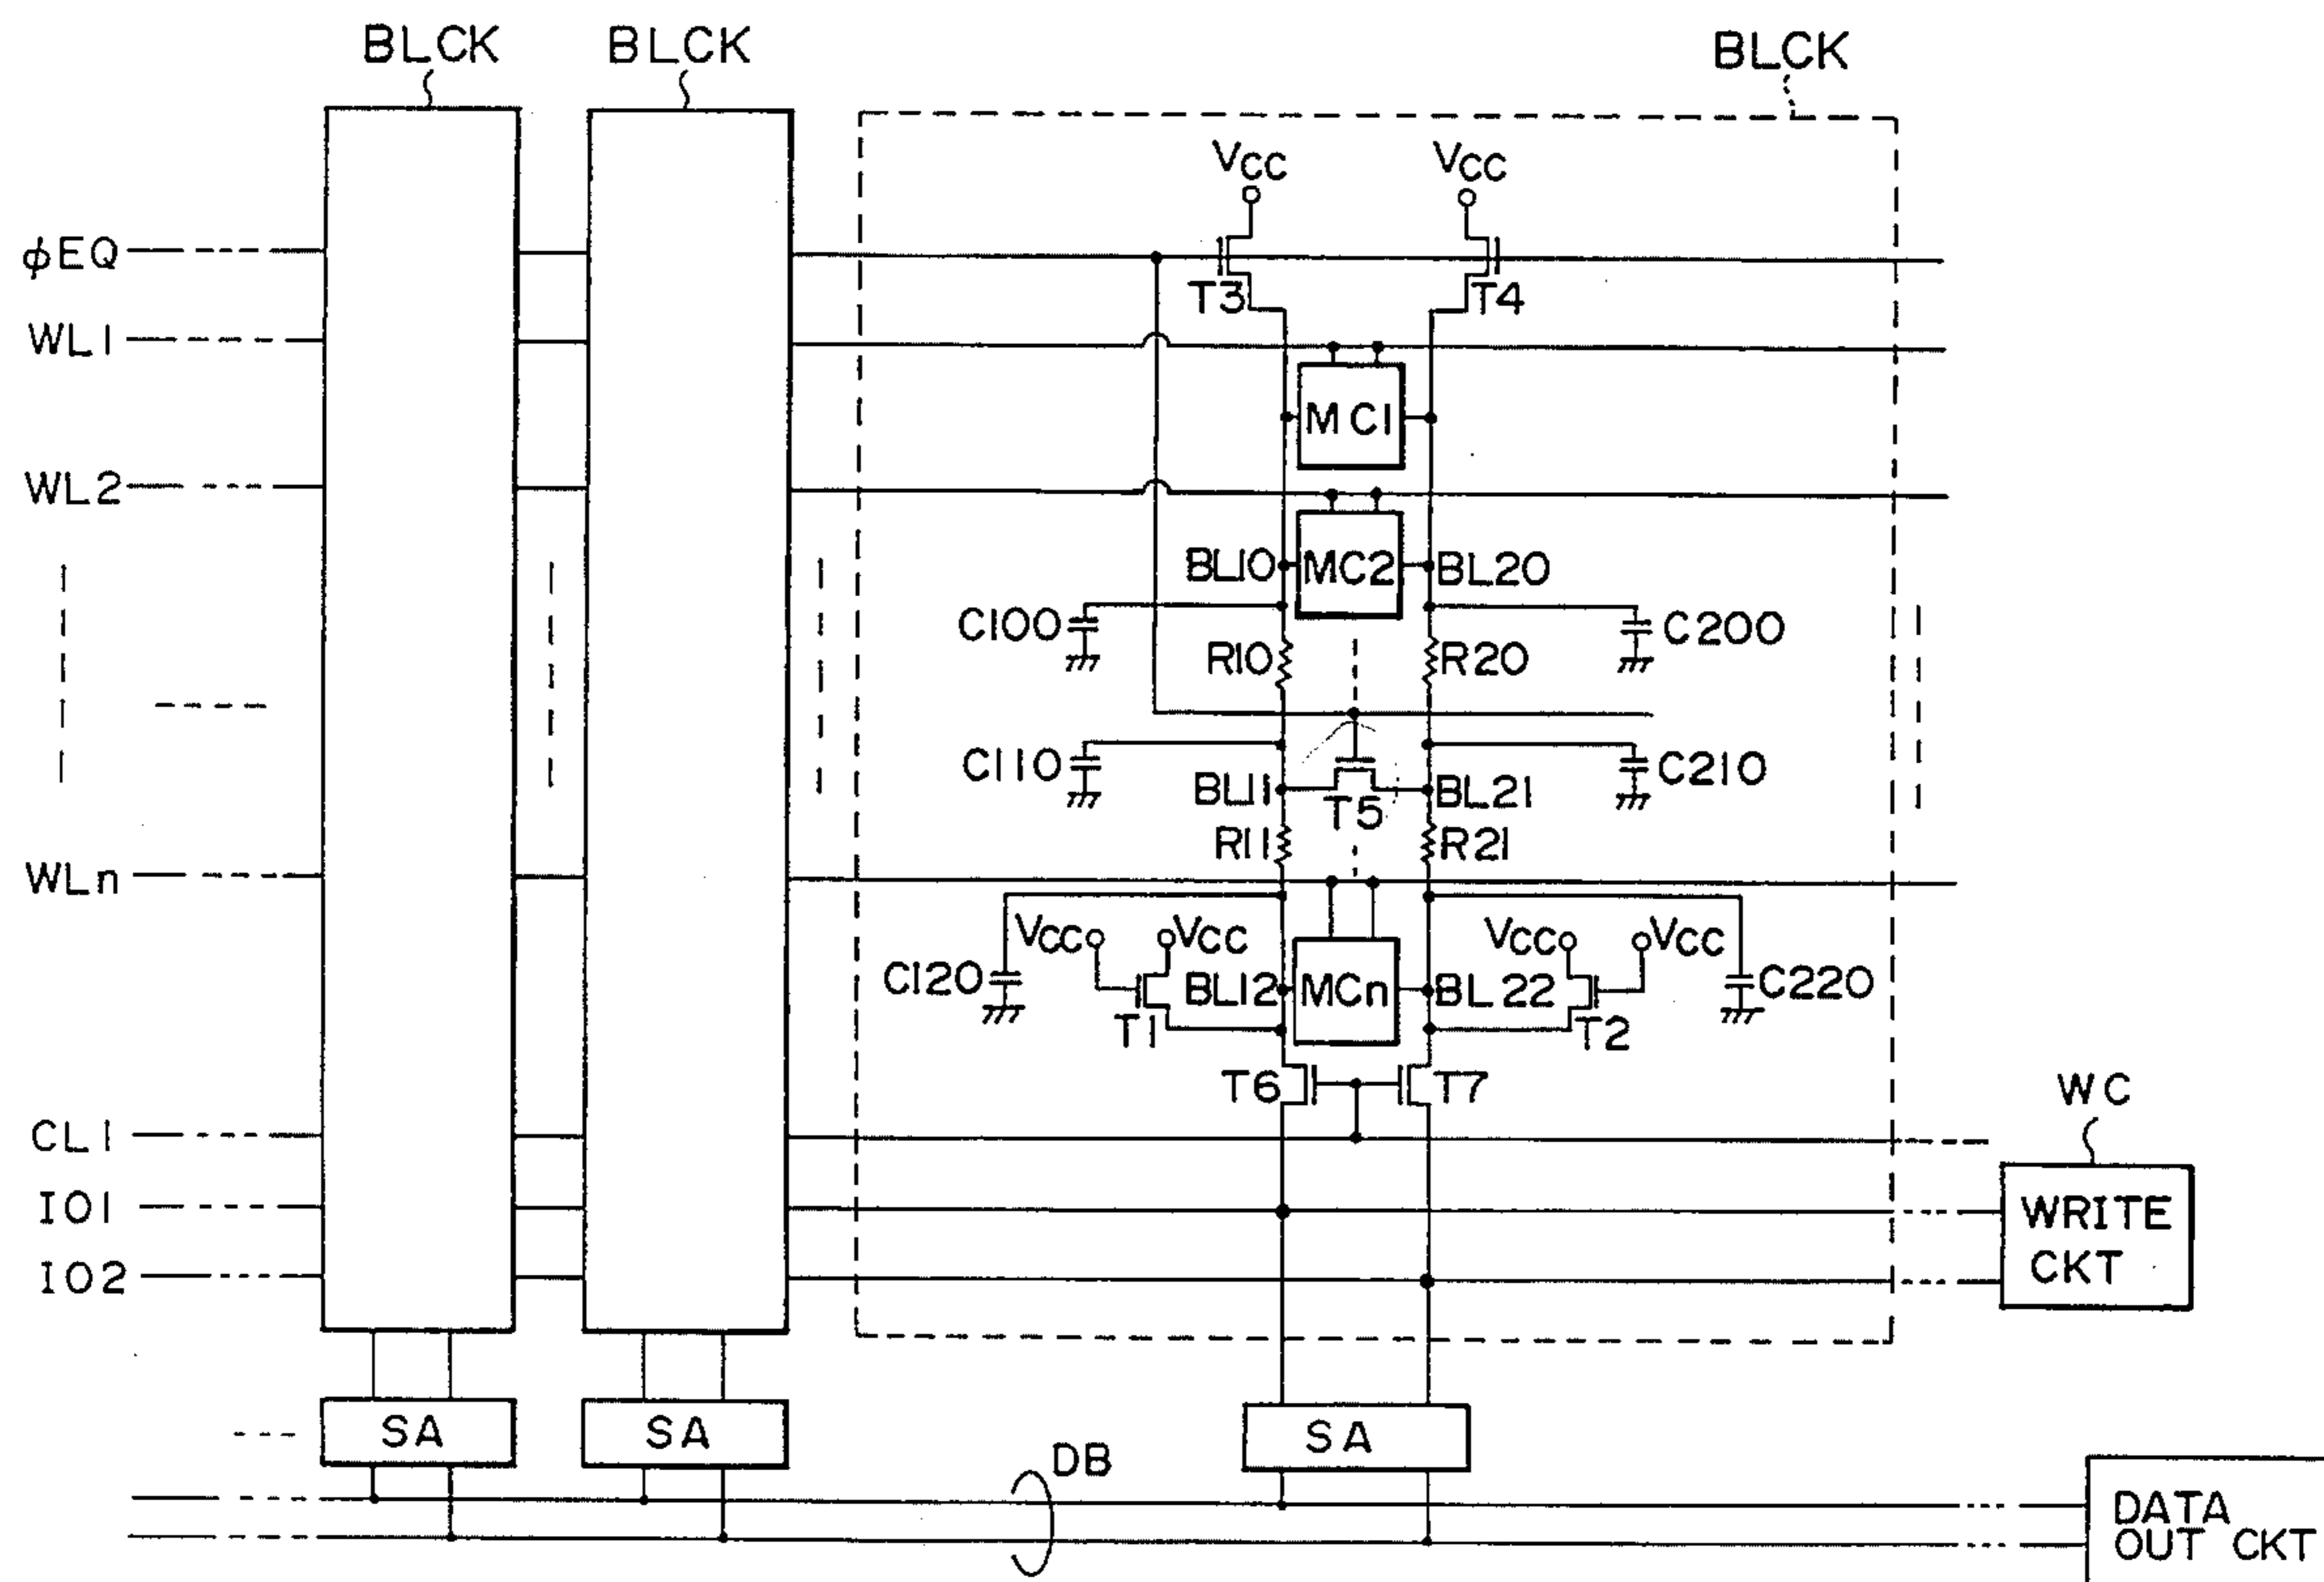 BLCK BLCK BLCK
VCC VCC
φEQ
T3 T4
WL1
MC1
WL2
BL10 MC2 BL20
C100 C200
R10 R20
C110 C210
BL11 T5 BL21
R11 R21
WLn
VCC VCC VCC VCC
C120 BL12 MCn BL22 C220
T1 T2
T6 T7
WC
CL1
IO1 WRITE
IO2 CKT
SA SA SA
DB
DATA
OUT CKT